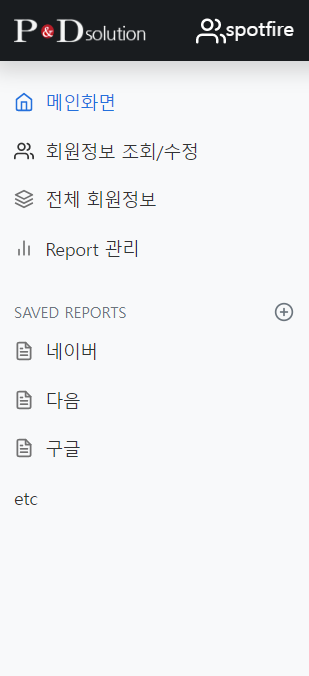 P&D solution spotfire
메인화면
회원정보 조회/수정
전체 회원정보
Report 관리
SAVED REPORTS
네이버
다음
구글
etc